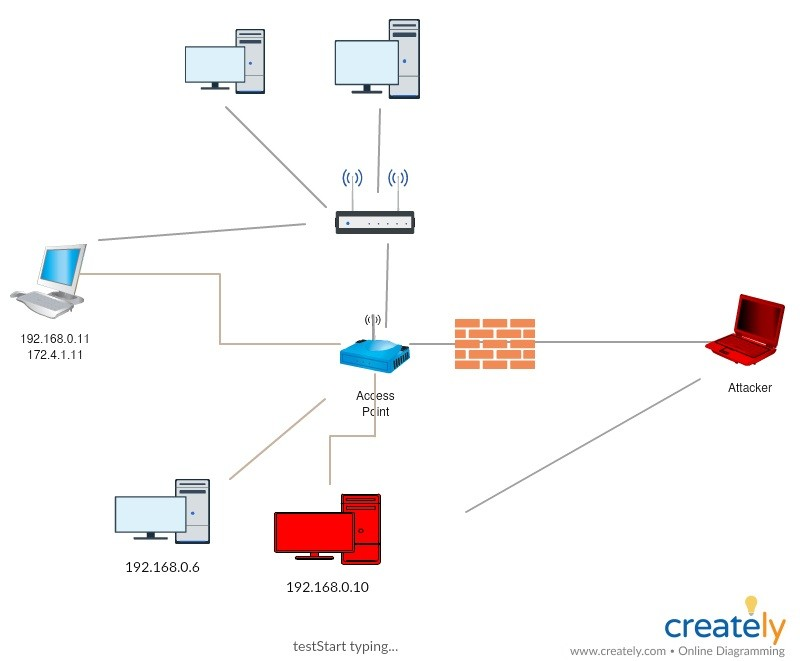 192.168.0.11
172.4.1.11
Access
Point
Attacker
192.168.0.6
192.168.0.10
testStart typing...
creately
www.creately.com • Online Diagramming